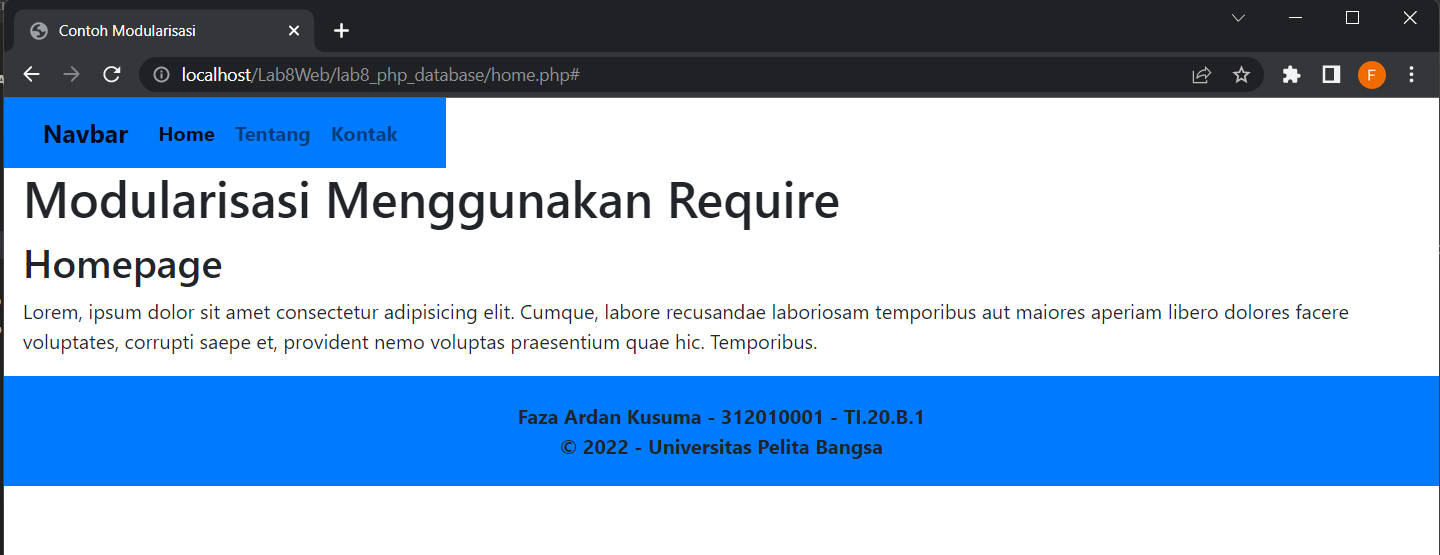 Contoh Modularisasi
localhost/Lab8Web/lab8_php_database/home.php#
F
Navbar Home Tentang Kontak
Modularisasi Menggunakan Require
Homepage
Lorem, ipsum dolor sit amet consectetur adipisicing elit. Cumque, labore recusandae laboriosam temporibus aut maiores aperiam libero dolores facere
voluptates, corrupti saepe et, provident nemo voluptas praesentium quae hic. Temporibus.
Faza Ardan Kusuma - 312010001 - TI.20.B.1
© 2022 - Universitas Pelita Bangsa